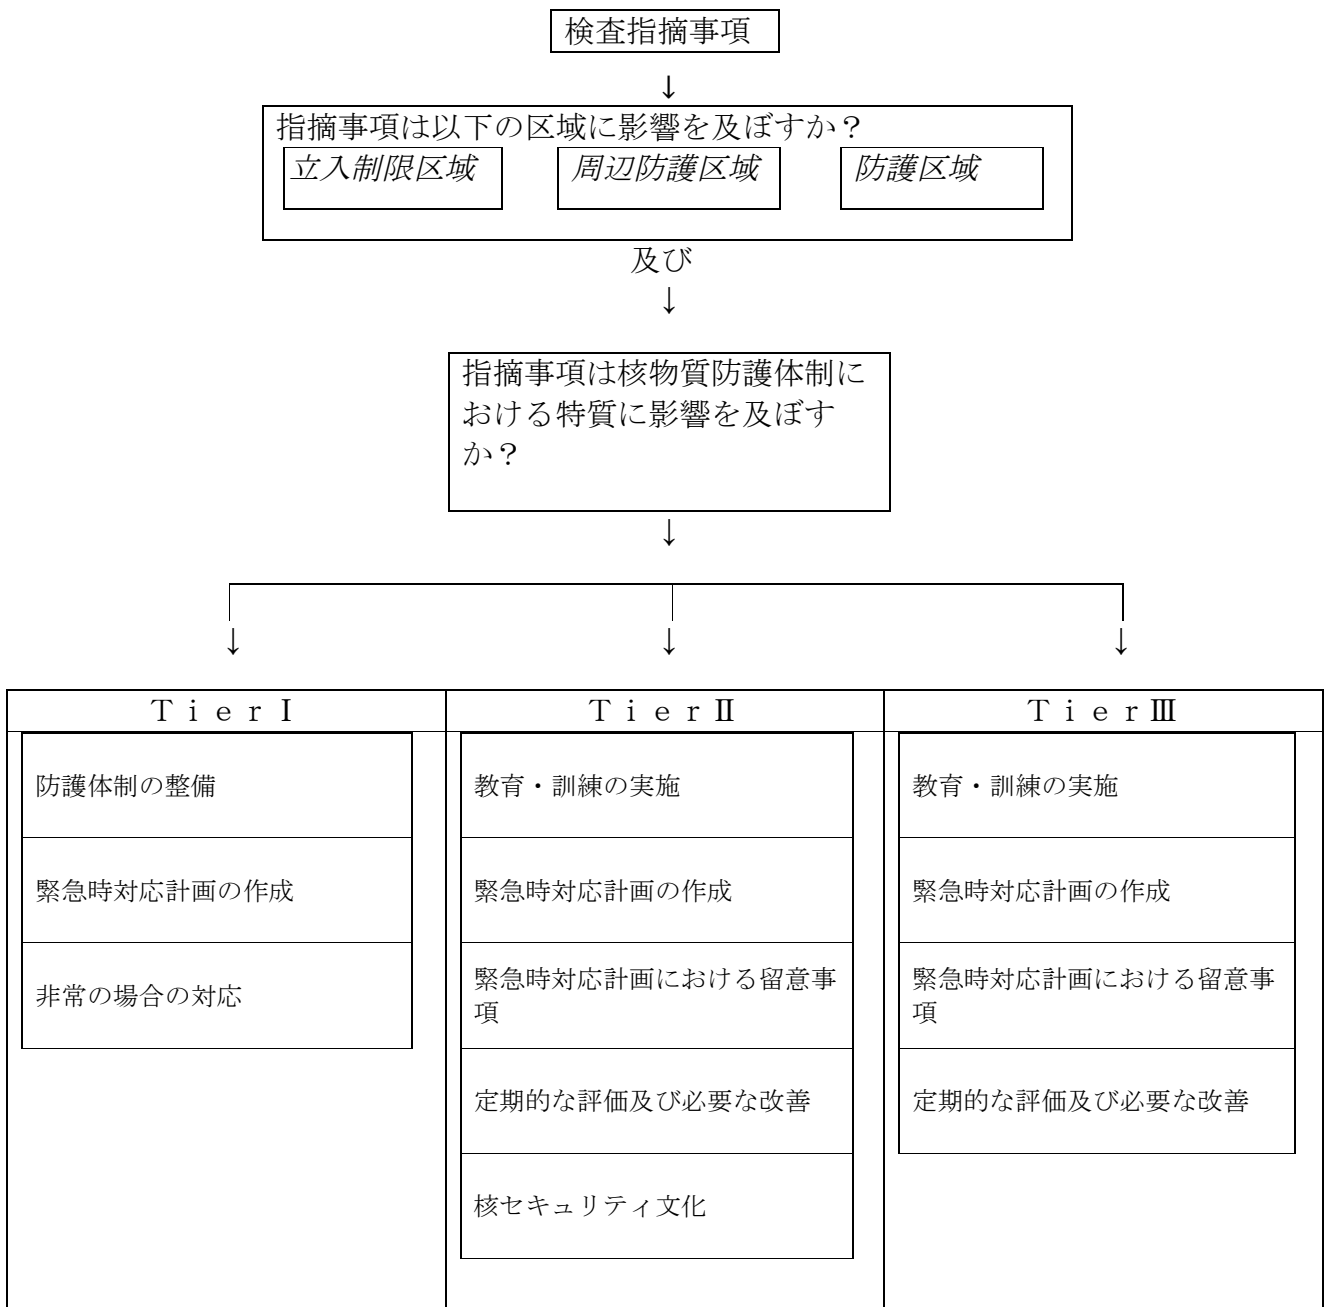 検査指摘事項
↓
指摘事項は以下の区域に影響を及ぼすか？
立入制限区域 周辺防護区域 防護区域
及び
↓
指摘事項は核物質防護体制に
おける特質に影響を及ぼす
か？
↓
↓ ↓ ↓
ＴｉｅｒⅠ ＴｉｅｒⅡ ＴｉｅｒⅢ
防護体制の整備
緊急時対応計画の作成
非常の場合の対応
教育・訓練の実施
緊急時対応計画の作成
緊急時対応計画における留意事
項
定期的な評価及び必要な改善
核セキュリティ文化
教育・訓練の実施
緊急時対応計画の作成
緊急時対応計画における留意事
項
定期的な評価及び必要な改善